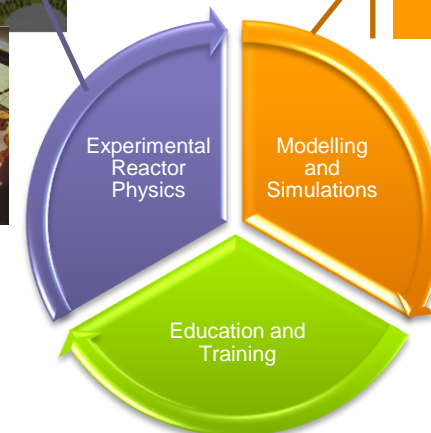 Experimental
Reactor
Physics
Modelling
and
Simulations
Education and
Training